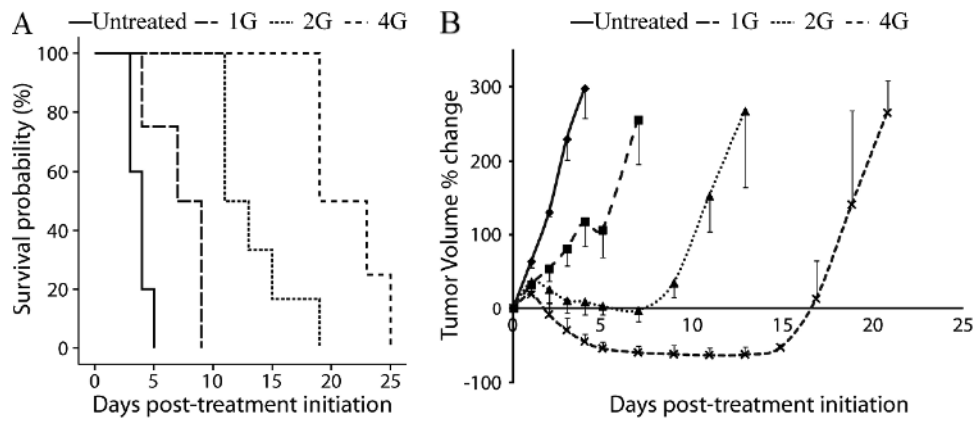 A
Untreated 1G 2G 4G
Survival probability (%)
100
80
60
40
20
0
0 5 10 15 20 25
Days post-treatment initiation
B
Untreated 1G 2G 4G
Tumor Volume % change
300
200
100
0
-100
0 5 10 15 20 25
Days post-treatment initiation